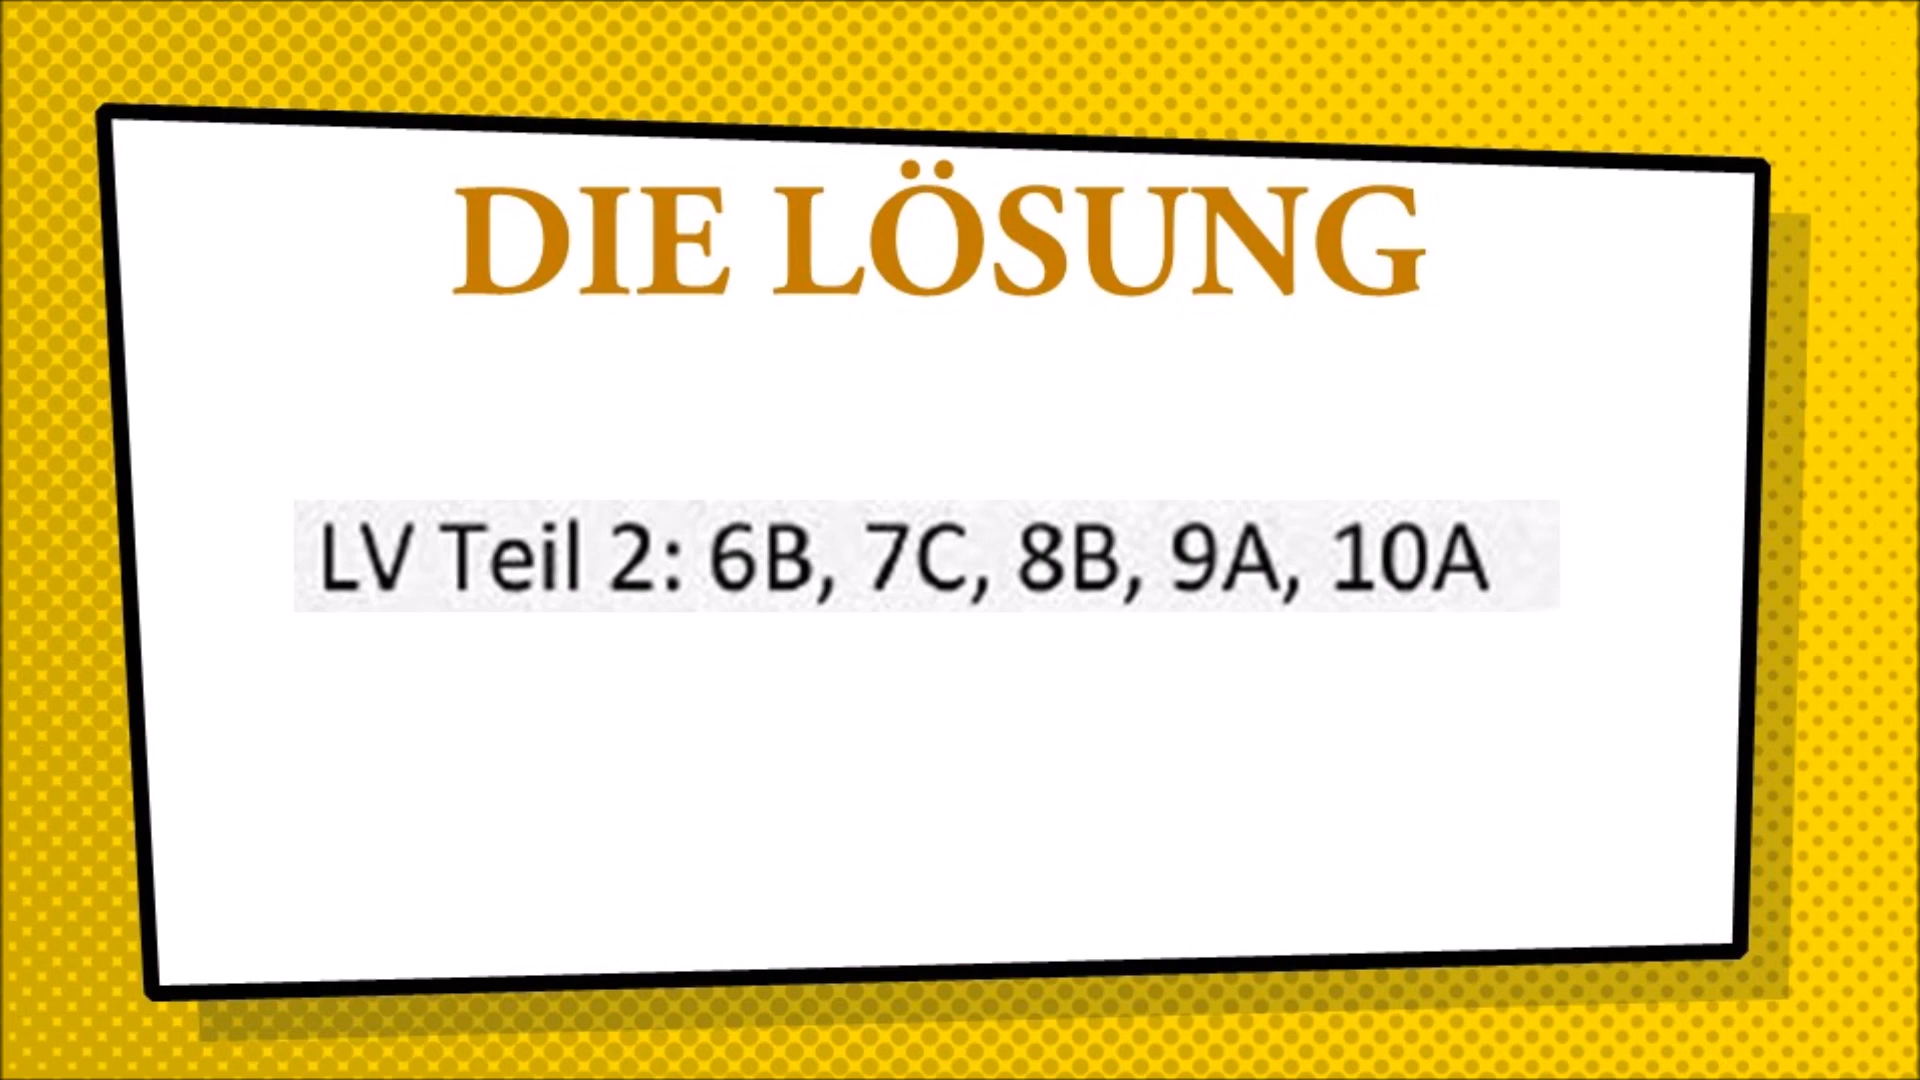 DIE LÖSUNG
LV Teil 2: 6B, 7C, 8B, 9A, 10A